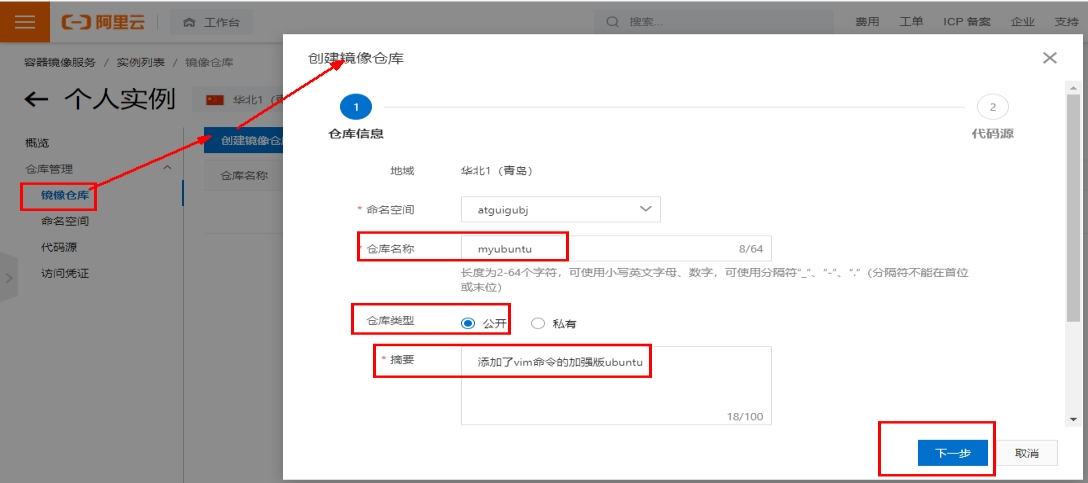 阿里云
工作台
搜索...
费用
工单
ICP 备案
企业
支持
容器镜像服务 / 实例列表 / 镜像仓库
个人实例
华北1
概览
仓库管理
镜像仓库
命名空间
代码源
访问凭证
创建镜像仓
仓库名称
创建镜像仓库
1
2
仓库信息
代码源
地域 华北1（青岛）
* 命名空间 atguigubj
* 仓库名称 myubuntu 8/64
长度为2-64个字符，可使用小写英文字母、数字，可使用分隔符“_”、“-”、“.”（分隔符不能在首位
或末位）
仓库类型 公开 私有
* 摘要 添加了vim命令的加强版ubuntu
18/100
下一步
取消